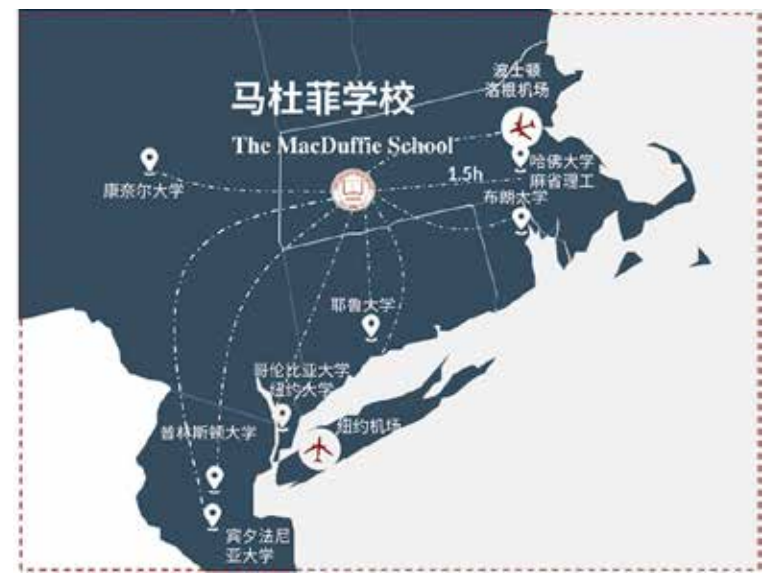 波士顿
洛根机场
马杜菲学校
The MacDuffie School
哈佛大学
麻省理工
1.5h
康奈尔大学
布朗大学
耶鲁大学
哥伦比亚大学
纽约大学
纽约机场
普林斯顿大学
宾夕法尼
亚大学